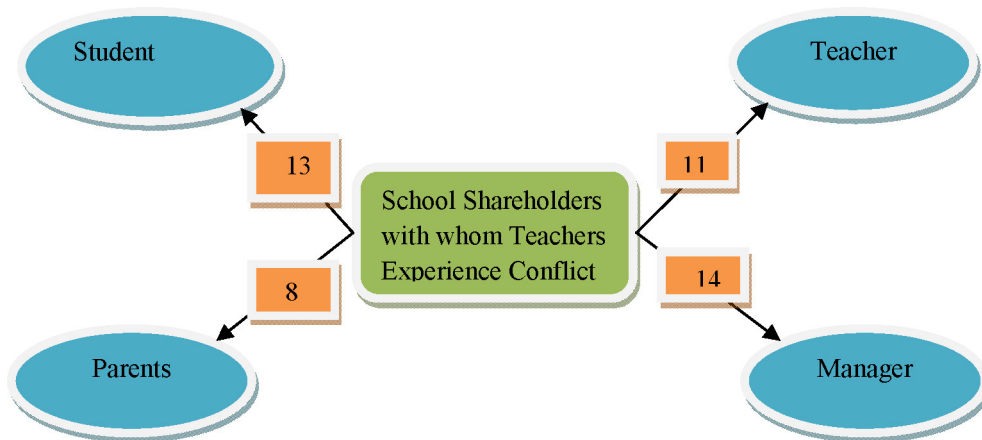 Student
Teacher
13
11
School Shareholders
with whom Teachers
Experience Conflict
8
14
Parents
Manager